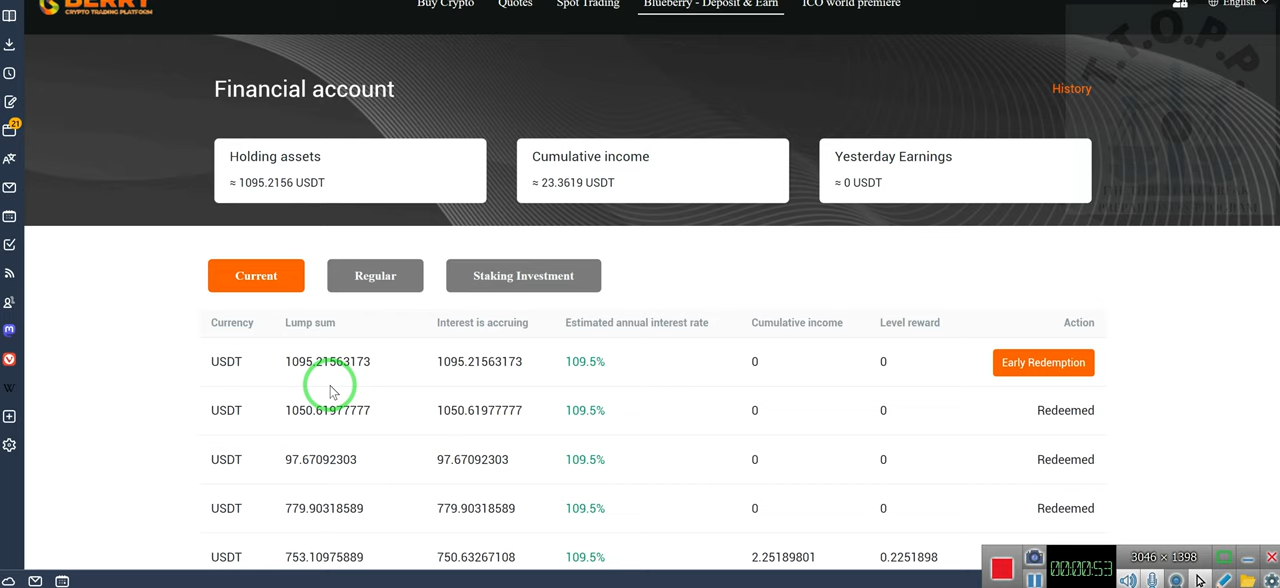 BERRY
CRYPTO TRADING PLATFORM
Buy Crypto Quotes Spot Trading Blueberry - Deposit & Earn ICO world premiere English
Financial account
History
Holding assets Cumulative income Yesterday Earnings
≈ 1095.2156 USDT ≈ 23.3619 USDT ≈ 0 USDT
Current Regular Staking Investment
Currency Lump sum Interest is accruing Estimated annual interest rate Cumulative income Level reward Action
USDT 1095.21563173 1095.21563173 109.5% 0 0 Early Redemption
USDT 1050.61977777 1050.61977777 109.5% 0 0 Redeemed
USDT 97.67092303 97.67092303 109.5% 0 0 Redeemed
USDT 779.90318589 779.90318589 109.5% 0 0 Redeemed
USDT 753.10975889 750.63267108 109.5% 2.25189801 0.2251898
21
W
3046 × 1398
00:00:53